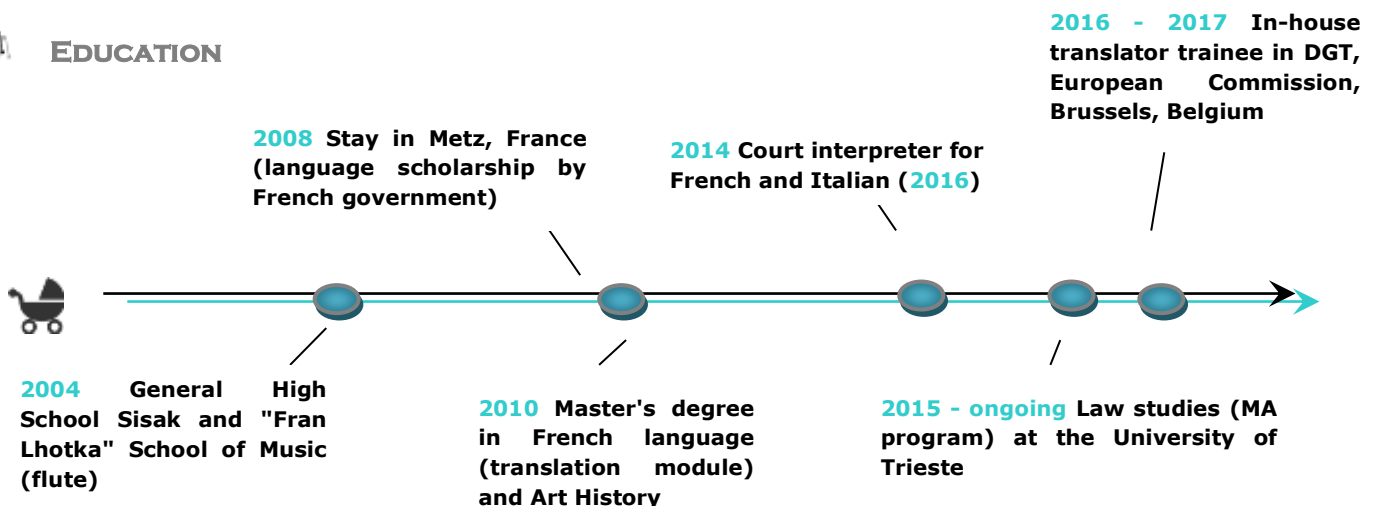 EDUCATION
2016 - 2017 In-house
translator trainee in DGT,
European Commission,
Brussels, Belgium
2008 Stay in Metz, France
(language scholarship by
French government)
2014 Court interpreter for
French and Italian (2016)
2004 General High
School Sisak and "Fran
Lhotka" School of Music
(flute)
2010 Master's degree
in French language
(translation module)
and Art History
2015 - ongoing Law studies (MA
program) at the University of
Trieste